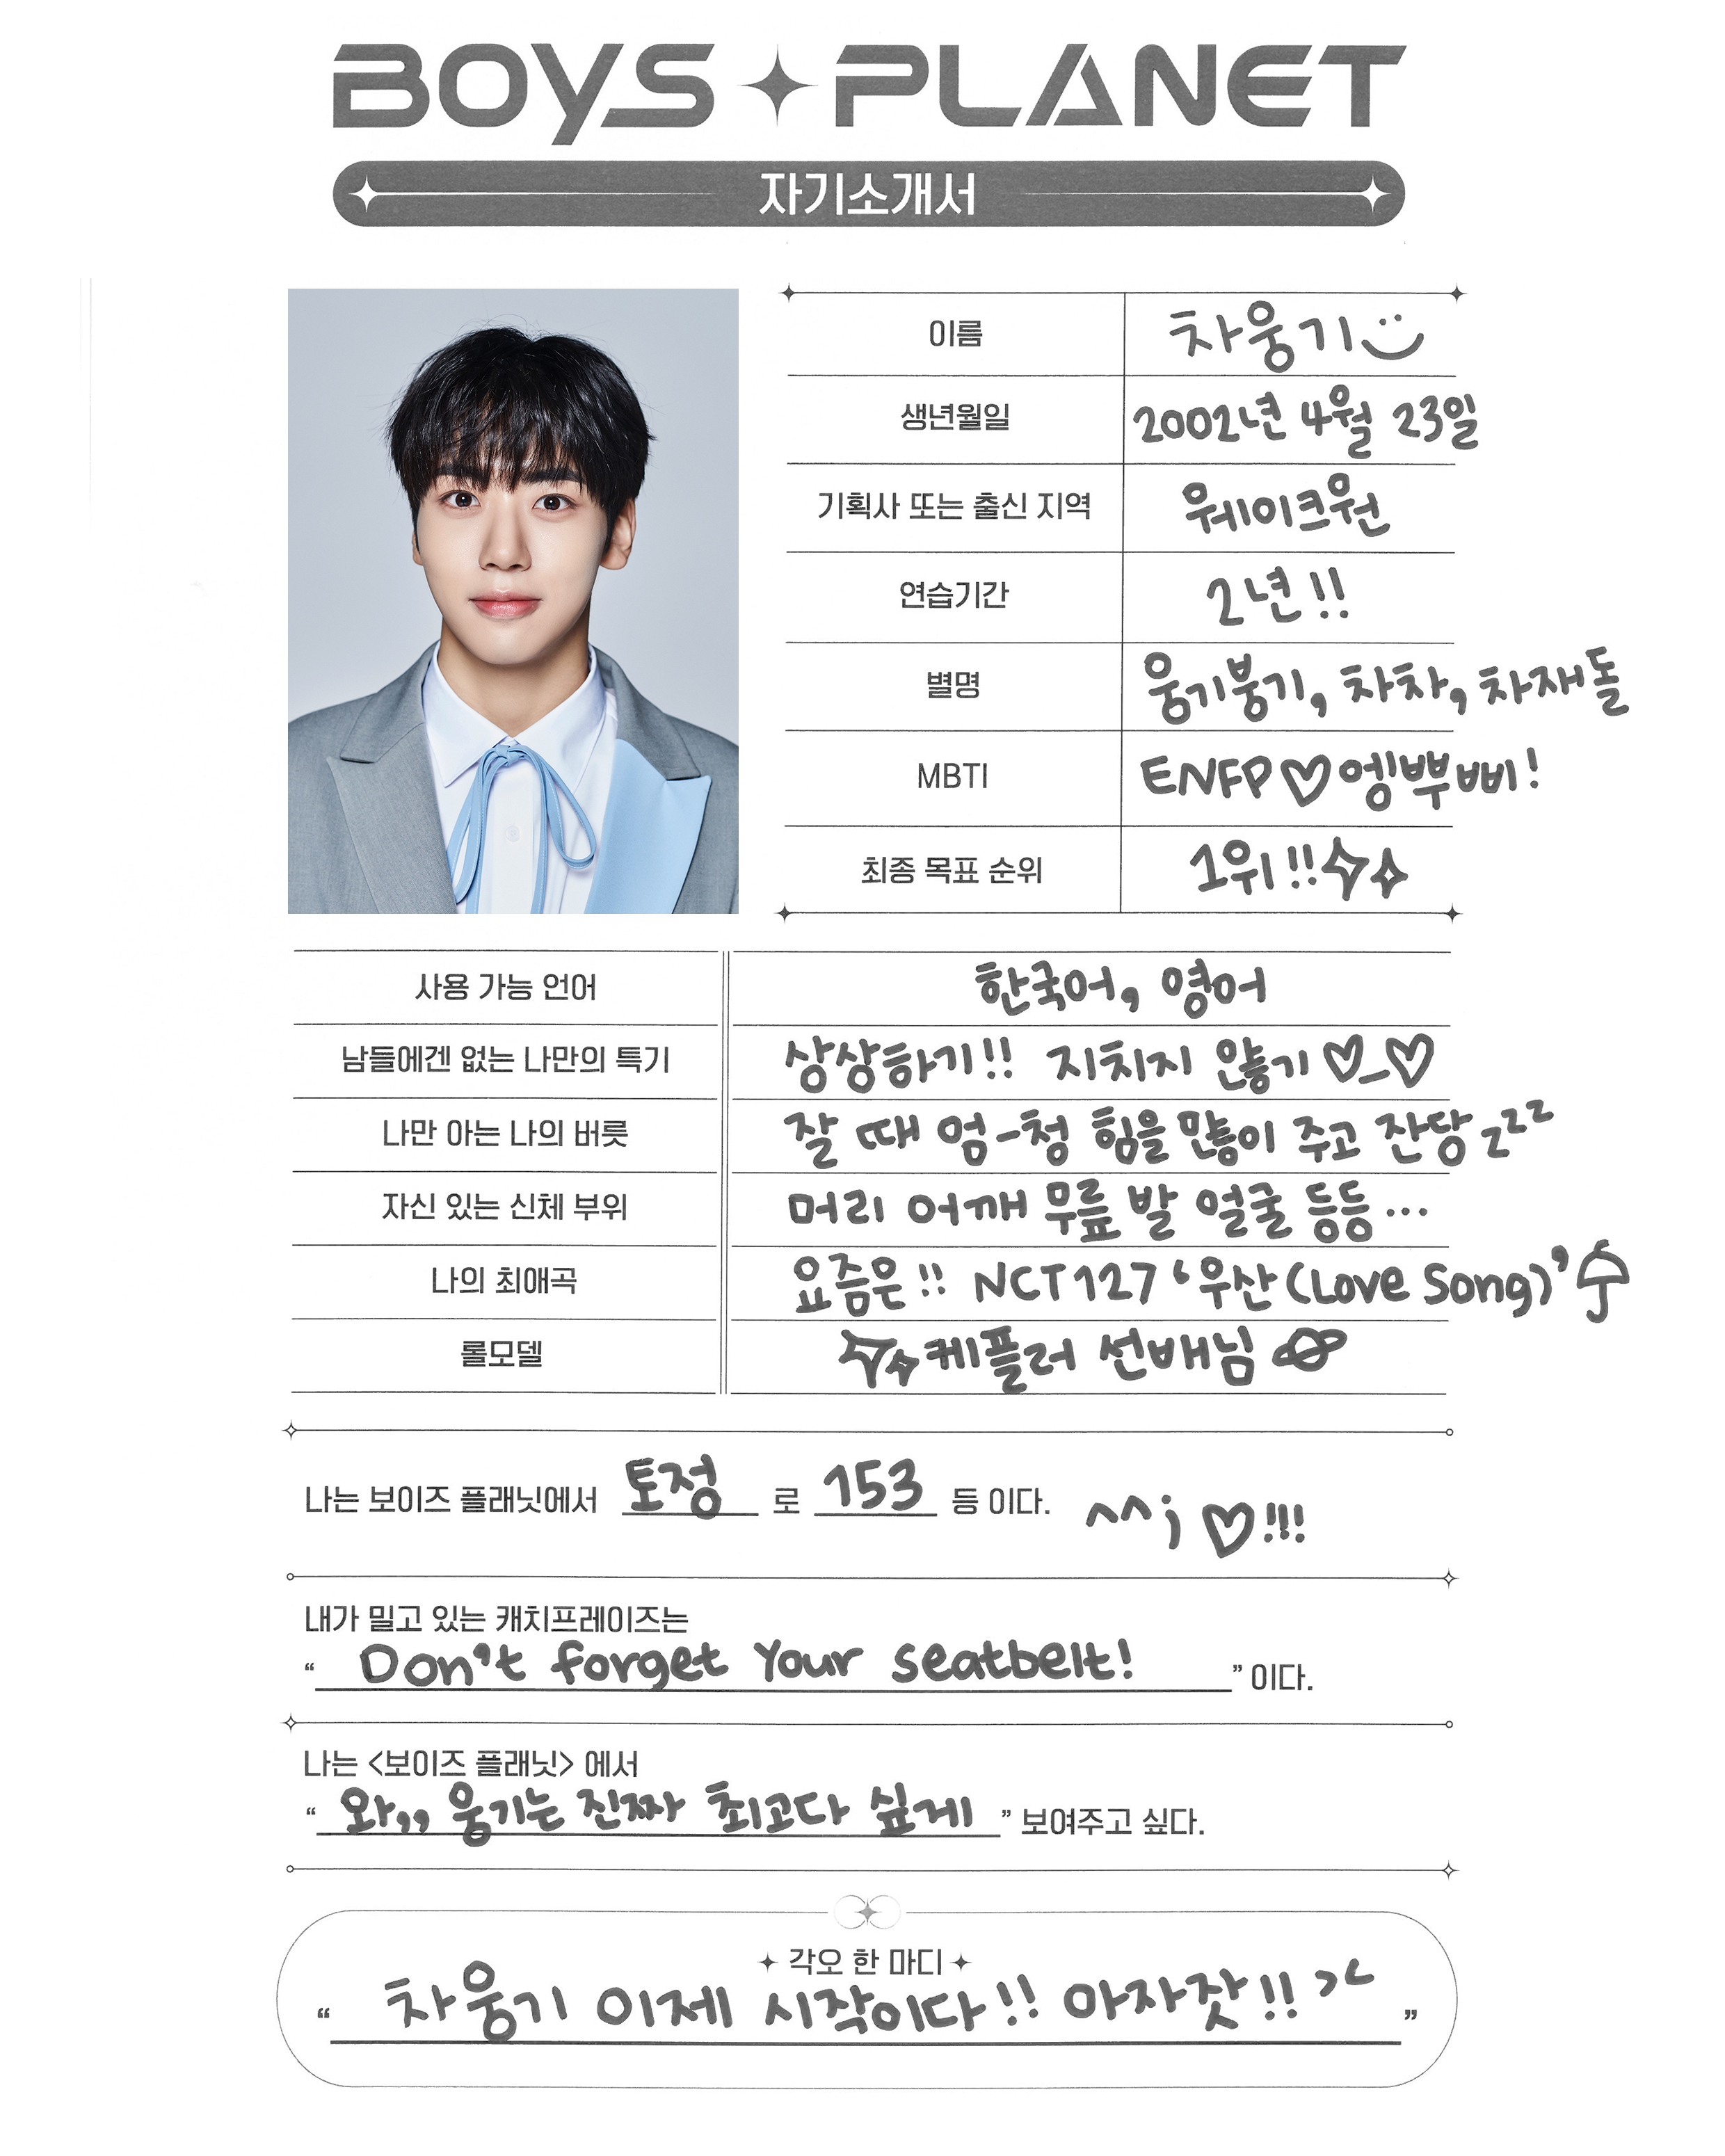 BOYS PLANET
자기소개서
이름 차웅기
생년월일 2002년 4월 23일
기획사 또는 출신 지역 웨이크원
연습기간 2년!!
별명 웅기붕기, 차차, 차재돌
MBTI ENFP♡엥뿌삐!
최종 목표 순위 1위!!
사용 가능 언어 한국어, 영어
남들에겐 없는 나만의 특기 상상하기!! 지치지 않기 ♡_♡
나만 아는 나의 버릇 잘 때 엄-청 힘을 많이 주고 잔당 zzz
자신 있는 신체 부위 머리 어깨 무릎 발 얼굴 등등...
나의 최애곡 요즘은!! NCT127 '우산(Love Song)'
롤모델 케플러 선배님
나는 보이즈 플래닛에서 토정 로 153 등 이다. ^^; ♡!!!
내가 밀고 있는 캐치프레이즈는
“ Don't forget Your seatbelt! ” 이다.
나는 <보이즈 플래닛> 에서
“ 와,, 웅기는 진짜 최고다 싶게 ” 보여주고 싶다.
각오 한 마디
“ 차웅기 이제 시작이다!! 아자잣!! >< ”